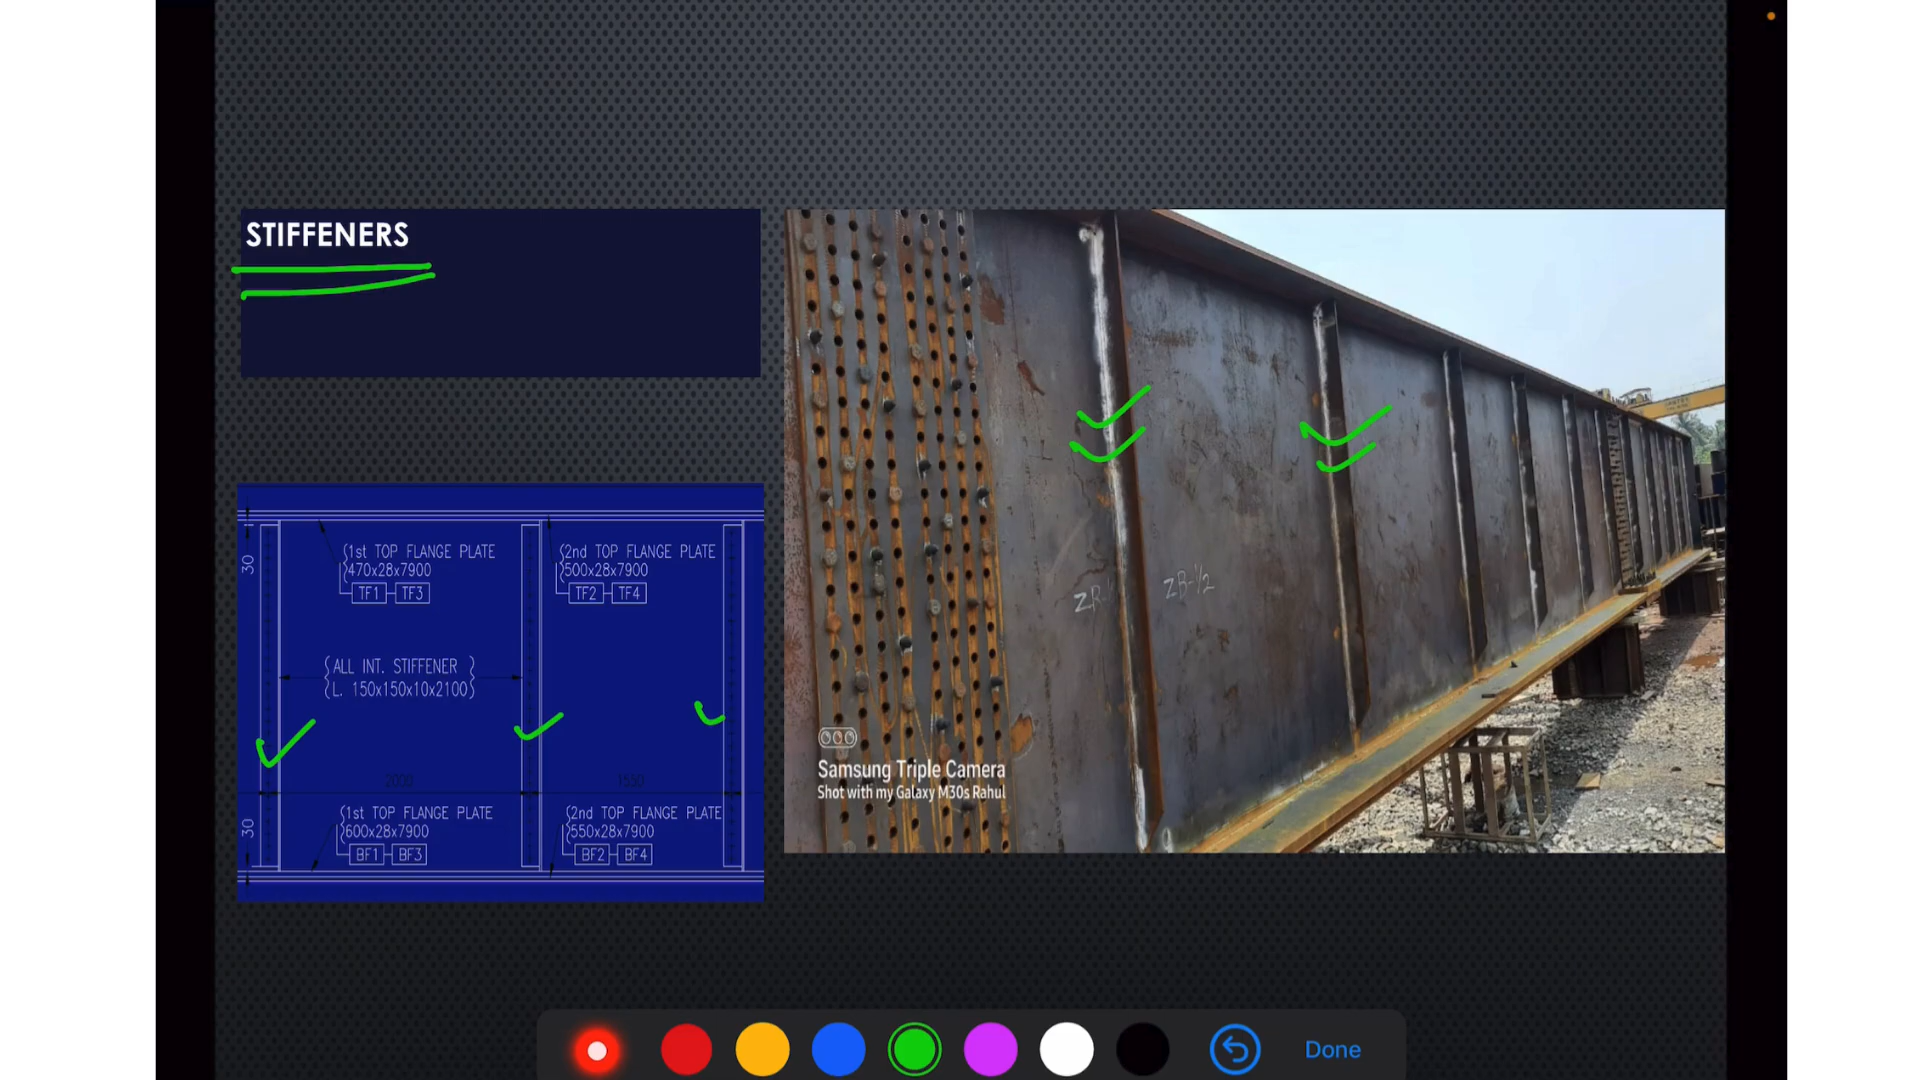 STIFFENERS
30
1st TOP FLANGE PLATE
470x28x7900
TF1 TF3
2nd TOP FLANGE PLATE
500x28x7900
TF2 TF4
ALL INT. STIFFENER
L. 150x150x10x2100
2000
30
1st TOP FLANGE PLATE
600x28x7900
BF1 BF3
2nd TOP FLANGE PLATE
550x28x7900
BF2 BF4
ZB-1/2
Samsung Triple Camera
Shot with my Galaxy M30s Rahul
Done